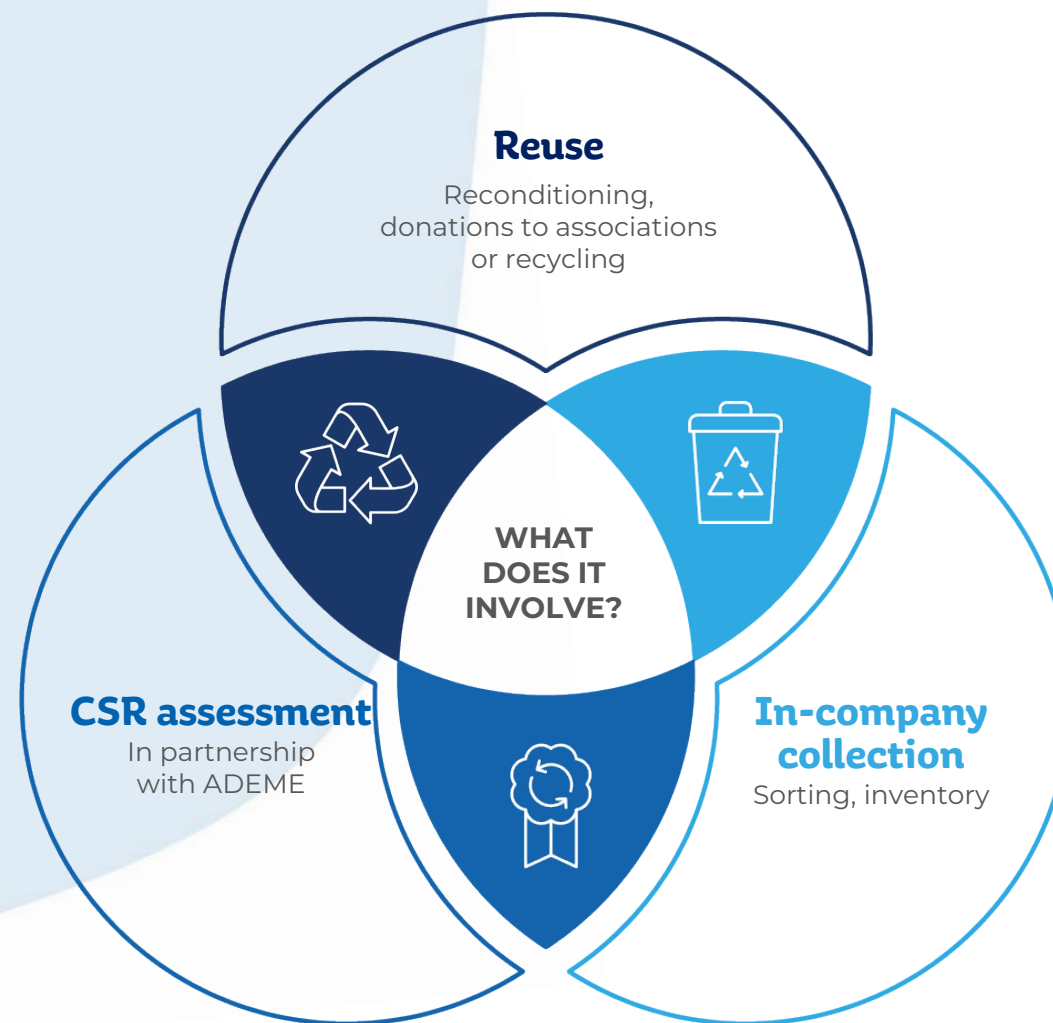 Reuse
Reconditioning,
donations to associations
or recycling
WHAT
DOES IT
INVOLVE?
CSR assessment
In partnership
with ADEME
In-company
collection
Sorting, inventory